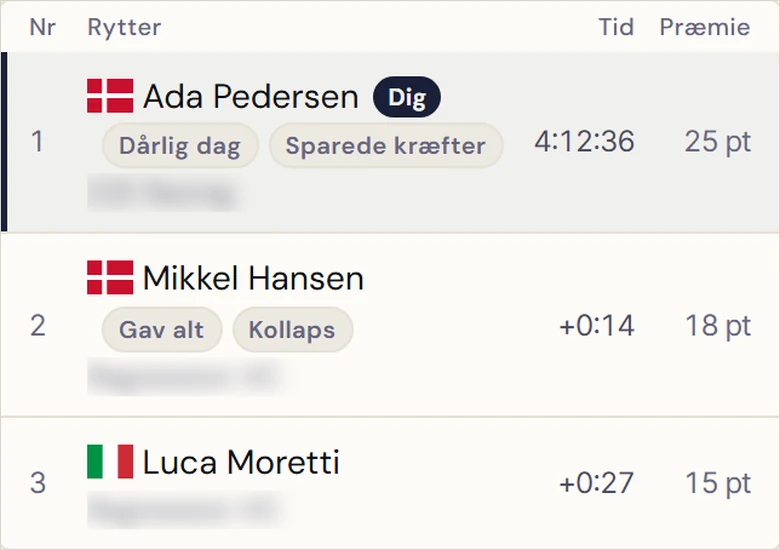 Nr Rytter Tid Præmie
1 Ada Pedersen Dig 4:12:36 25 pt
Dårlig dag Sparede kræfter
2 Mikkel Hansen +0:14 18 pt
Gav alt Kollaps
3 Luca Moretti +0:27 15 pt